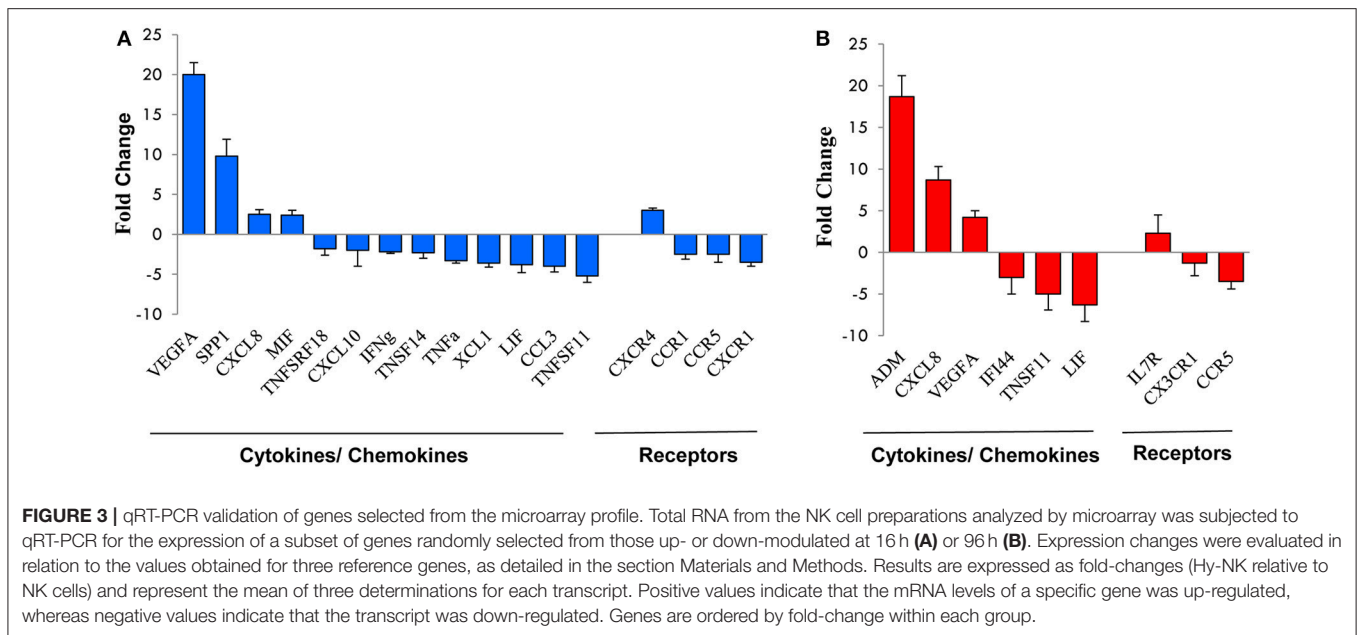 A
25
20
15
10
5
0
-5
-10
Fold Change
VEGFA
SPP1
CXCL8
MIF
TNFSRF18
CXCL10
IFNg
TNSF14
TNFa
XCL1
LIF
CCL3
TNFSF11
CXCR4
CCR1
CCR5
CXCR1
Cytokines/ Chemokines
Receptors
B
25
20
15
10
5
0
-5
-10
Fold Change
ADM
CXCL8
VEGFA
IFI44
TNSF11
LIF
IL7R
CX3CR1
CCR5
Cytokines/ Chemokines
Receptors
FIGURE 3 | qRT-PCR validation of genes selected from the microarray profile. Total RNA from the NK cell preparations analyzed by microarray was subjected to
qRT-PCR for the expression of a subset of genes randomly selected from those up- or down-modulated at 16 h (A) or 96 h (B). Expression changes were evaluated in
relation to the values obtained for three reference genes, as detailed in the section Materials and Methods. Results are expressed as fold-changes (Hy-NK relative to
NK cells) and represent the mean of three determinations for each transcript. Positive values indicate that the mRNA levels of a specific gene was up-regulated,
whereas negative values indicate that the transcript was down-regulated. Genes are ordered by fold-change within each group.